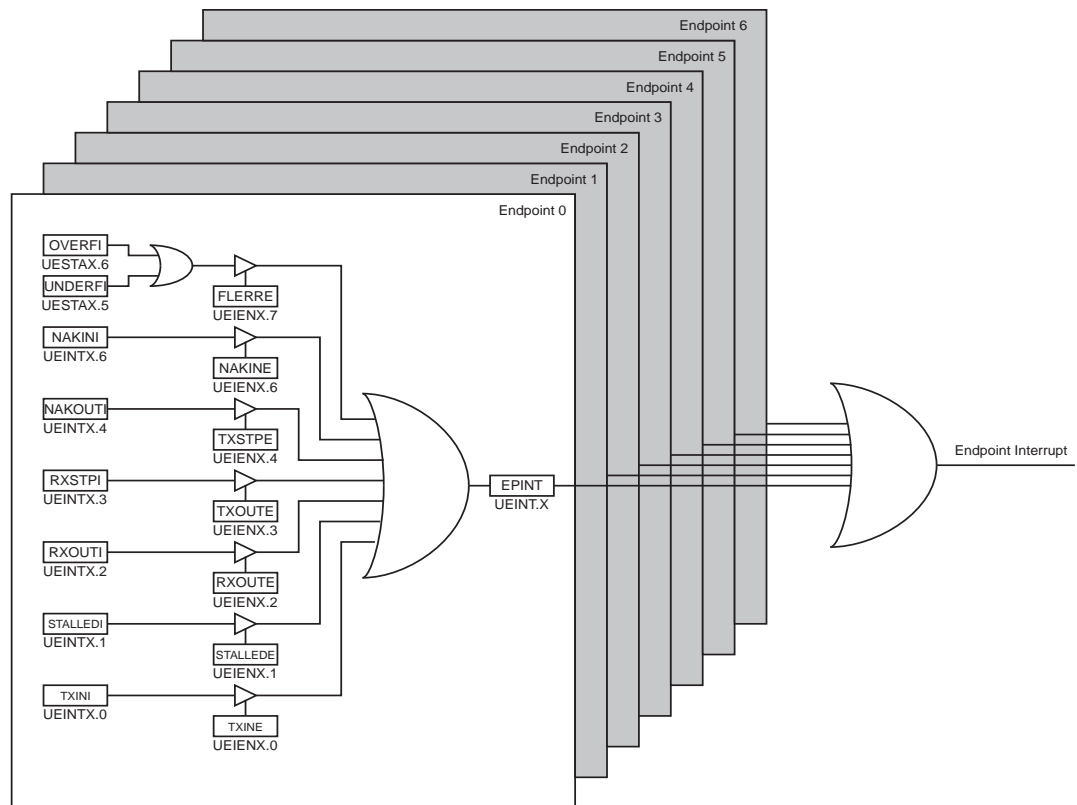 Endpoint 6
Endpoint 5
Endpoint 4
Endpoint 3
Endpoint 2
Endpoint 1
Endpoint 0
OVERFI
UESTAX.6
UNDERFI
UESTAX.5
FLERRE
UEIENX.7
NAKINI
UEINTX.6
NAKINE
UEIENX.6
NAKOUTI
UEINTX.4
TXSTPE
UEIENX.4
RXSTPI
UEINTX.3
TXOUTE
UEIENX.3
EPINT
UEINT.X
Endpoint Interrupt
RXOUTI
UEINTX.2
RXOUTE
UEIENX.2
STALLEDI
UEINTX.1
STALLEDE
UEIENX.1
TXINI
UEINTX.0
TXINE
UEIENX.0